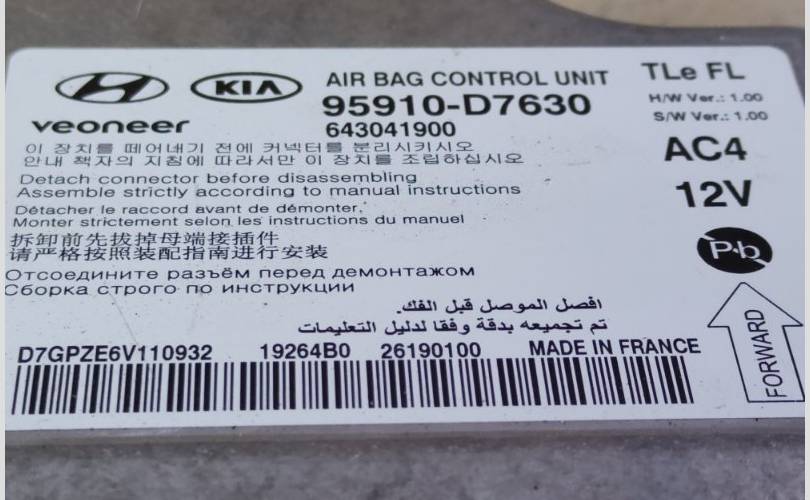 KIA
AIR BAG CONTROL UNIT
TLe FL
95910-D7630
H/W Ver.: 1.00
veoneer
643041900
S/W Ver.: 1.00
이 장치를 떼어내기 전에 커넥터를 분리시키시오
안내 책자의 지침에 따라서만 이 장치를 조립하십시오
AC4
Detach connector before disassembling
Assemble strictly according to manual instructions
12V
Détacher le raccord avant de démonter,
Monter strictement selon les instructions du manuel
拆卸前先拔掉母端接插件
请严格按照装配指南进行安装
Pb
Отсоедините разъём перед демонтажом
Сборка строго по инструкции
افصل الموصل قبل الفك.
تم تجميعه بدقة وفقا لدليل التعليمات
D7GPZE6V110932 19264B0 26190100 MADE IN FRANCE
FORWARD